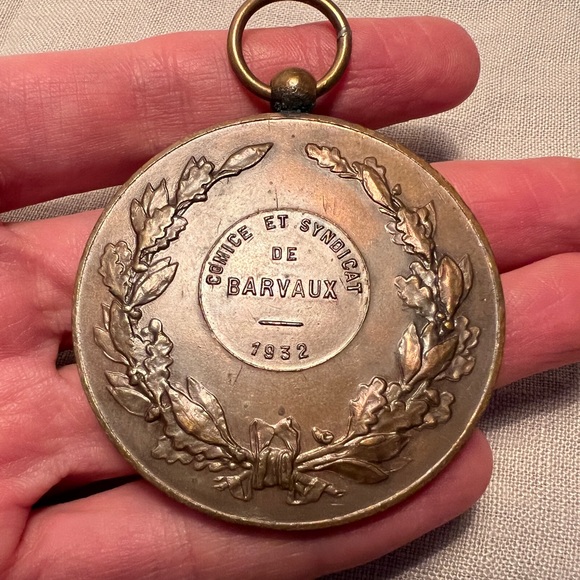 COMICE ET SYNDICAT
DE
BARVAUX
1932